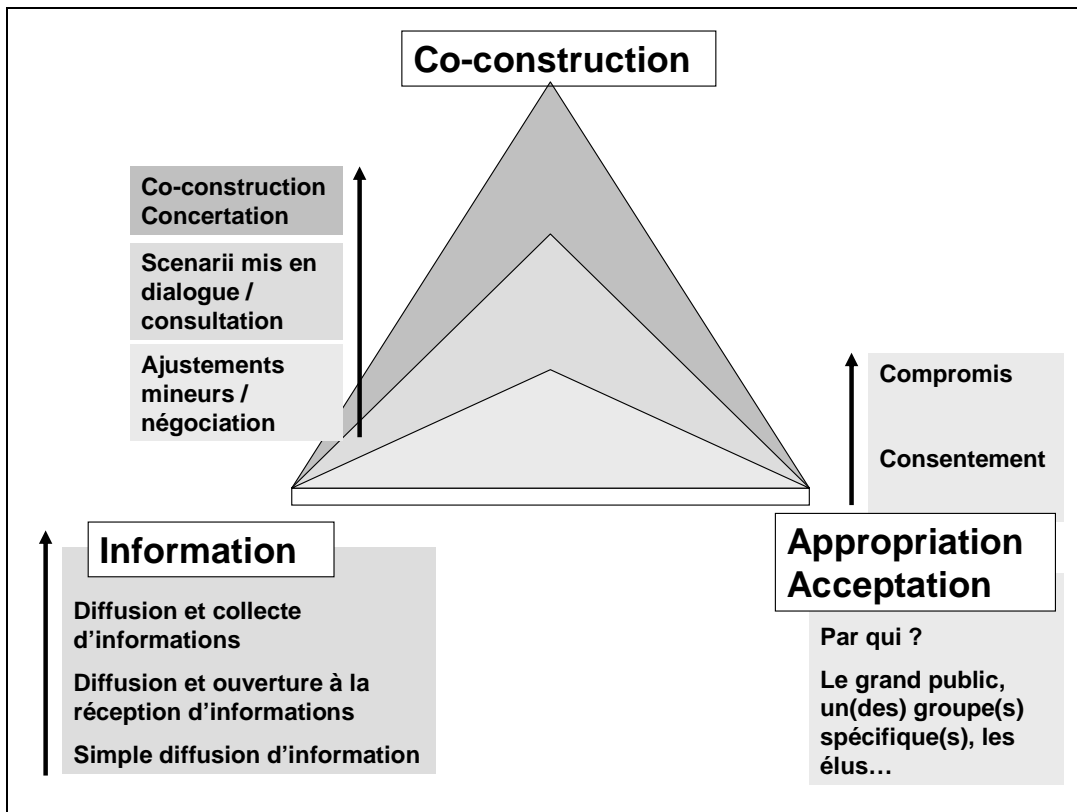 Co-construction
Co-construction
Concertation
Scenarii mis en
dialogue /
consultation
Ajustements
mineurs /
négociation
Compromis
Consentement
Information
Diffusion et collecte
d'informations
Diffusion et ouverture à la
réception d'informations
Simple diffusion d'information
Appropriation
Acceptation
Par qui ?
Le grand public,
un(des) groupe(s)
spécifique(s), les
élus…